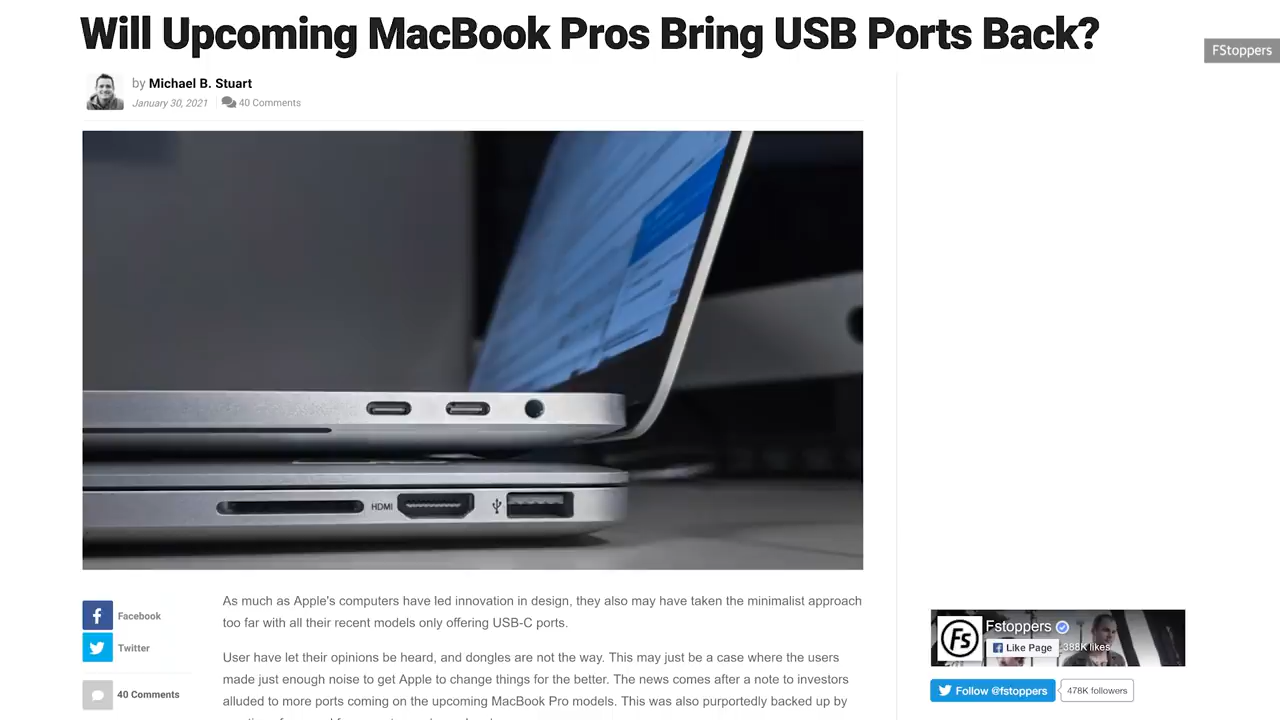 Will Upcoming MacBook Pros Bring USB Ports Back?
FStoppers
by Michael B. Stuart
January 30, 2021
40 Comments
HDMI
Facebook
Twitter
40 Comments
As much as Apple's computers have led innovation in design, they also may have taken the minimalist approach
too far with all their recent models only offering USB-C ports.
User have let their opinions be heard, and dongles are not the way. This may just be a case where the users
made just enough noise to get Apple to change things for the better. The news comes after a note to investors
alluded to more ports coming on the upcoming MacBook Pro models. This was also purportedly backed up by
Fs
Fstoppers
Like Page
388K likes
Follow @fstoppers
478K followers